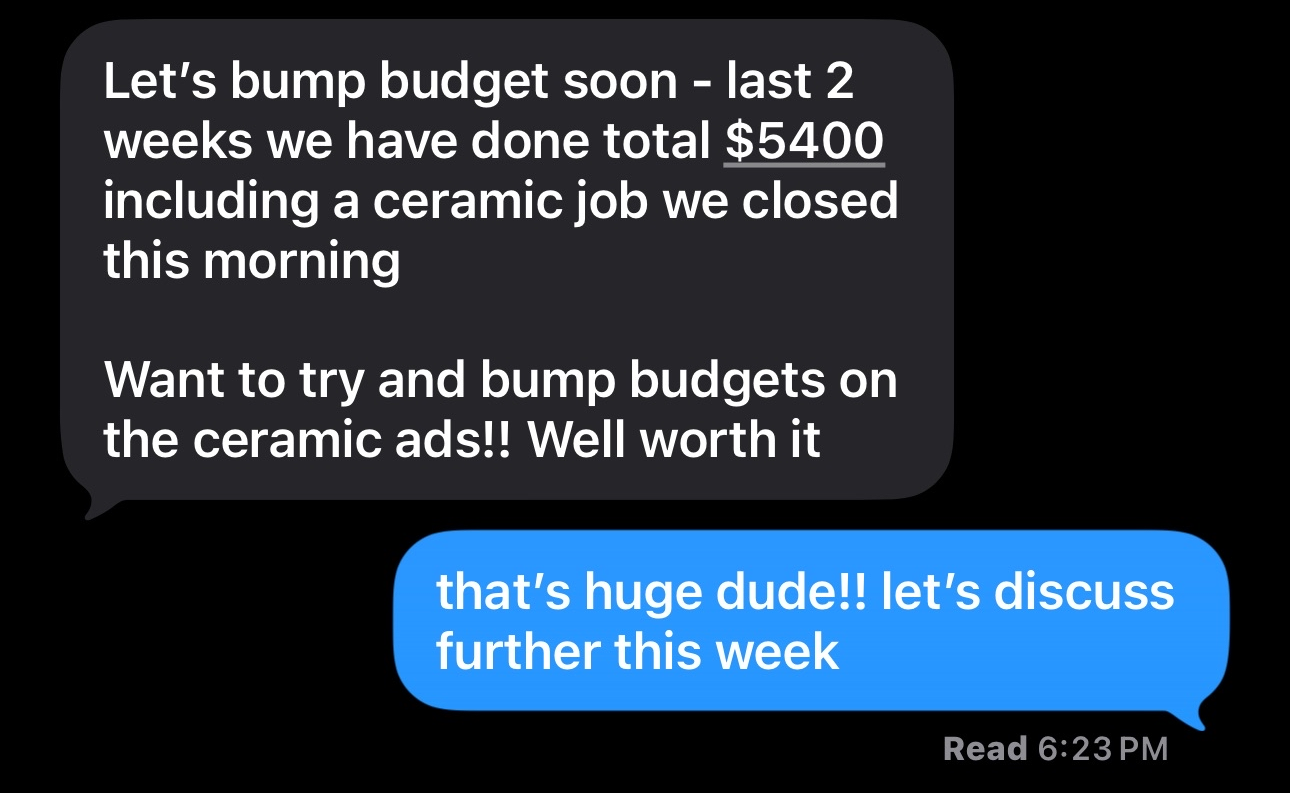 Let’s bump budget soon - last 2
weeks we have done total $5400
including a ceramic job we closed
this morning
Want to try and bump budgets on
the ceramic ads!! Well worth it
that’s huge dude!! let’s discuss
further this week
Read 6:23 PM